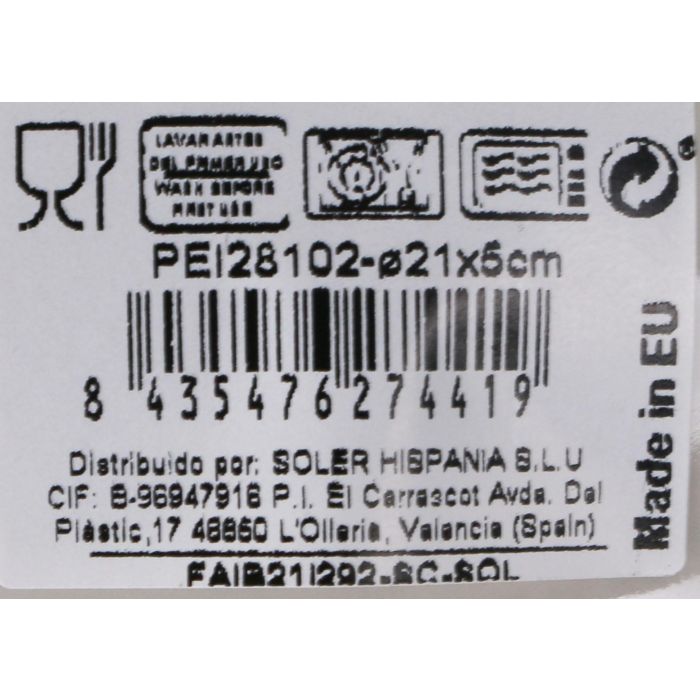 LAVAR ANTES
DEL PRIMER USO
WASH BEFORE
FIRST USE
PEI28102-ø21x5cm
8 435476 274419
Made in EU
Distribuido por: SOLER HISPANIA S.L.U
CIF: B-96947916 P.I. El Carrascot Avda. Del
Plàstic,17 46850 L'Olleria, Valencia (Spain)